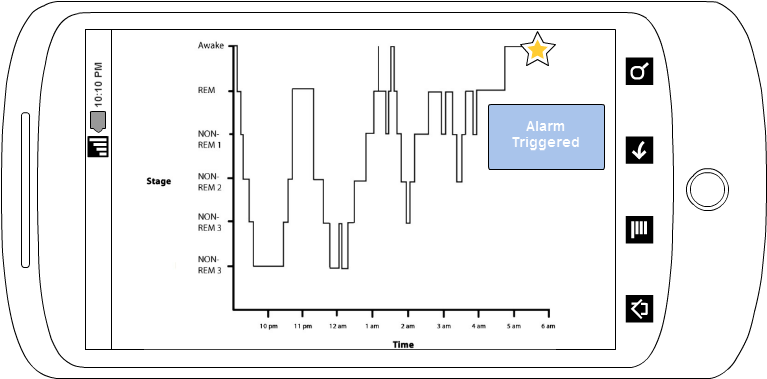 10:10 PM
Awake
REM
NON-
REM 1
NON-
REM 2
NON-
REM 3
NON-
REM 3
Stage
Alarm
Triggered
10 pm 11 pm 12 am 1 am 2 am 3 am 4 am 5 am 6 am
Time